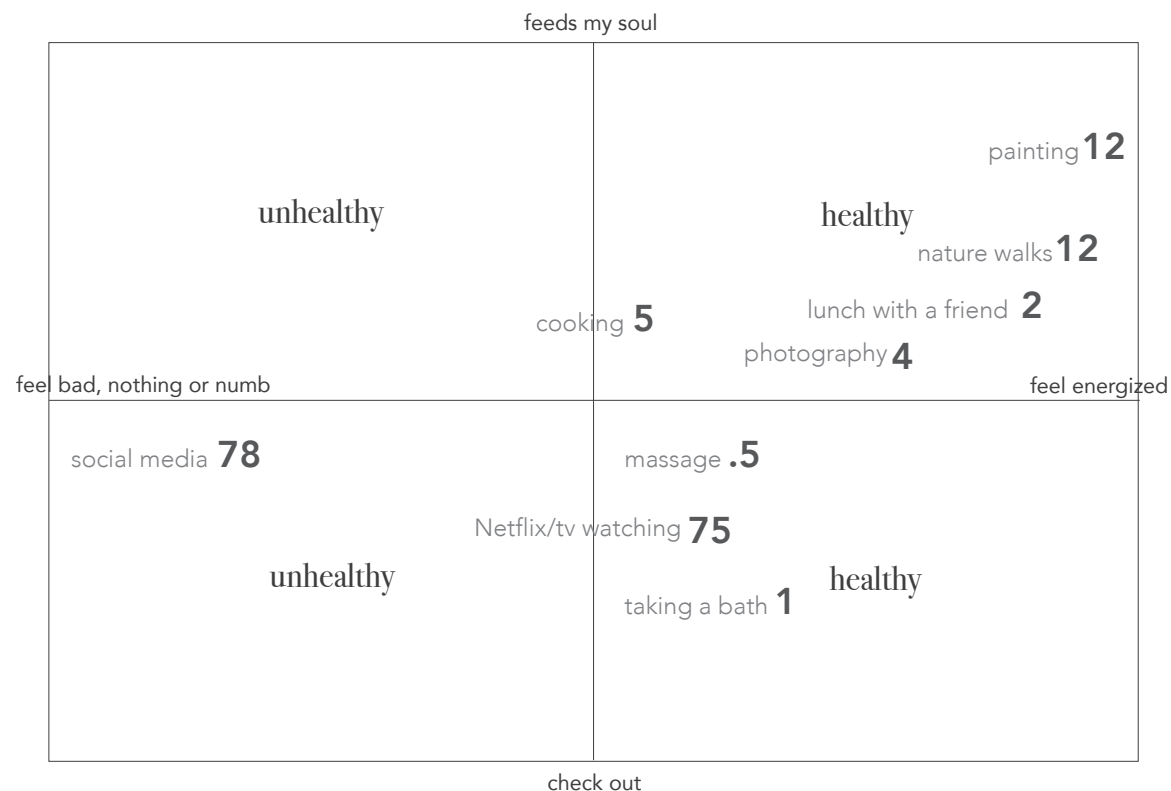 feeds my soul
painting 12
unhealthy
healthy
nature walks 12
lunch with a friend 2
cooking 5
photography 4
feel bad, nothing or numb
feel energized
social media 78
massage .5
Netflix/tv watching 75
unhealthy
healthy
taking a bath 1
check out